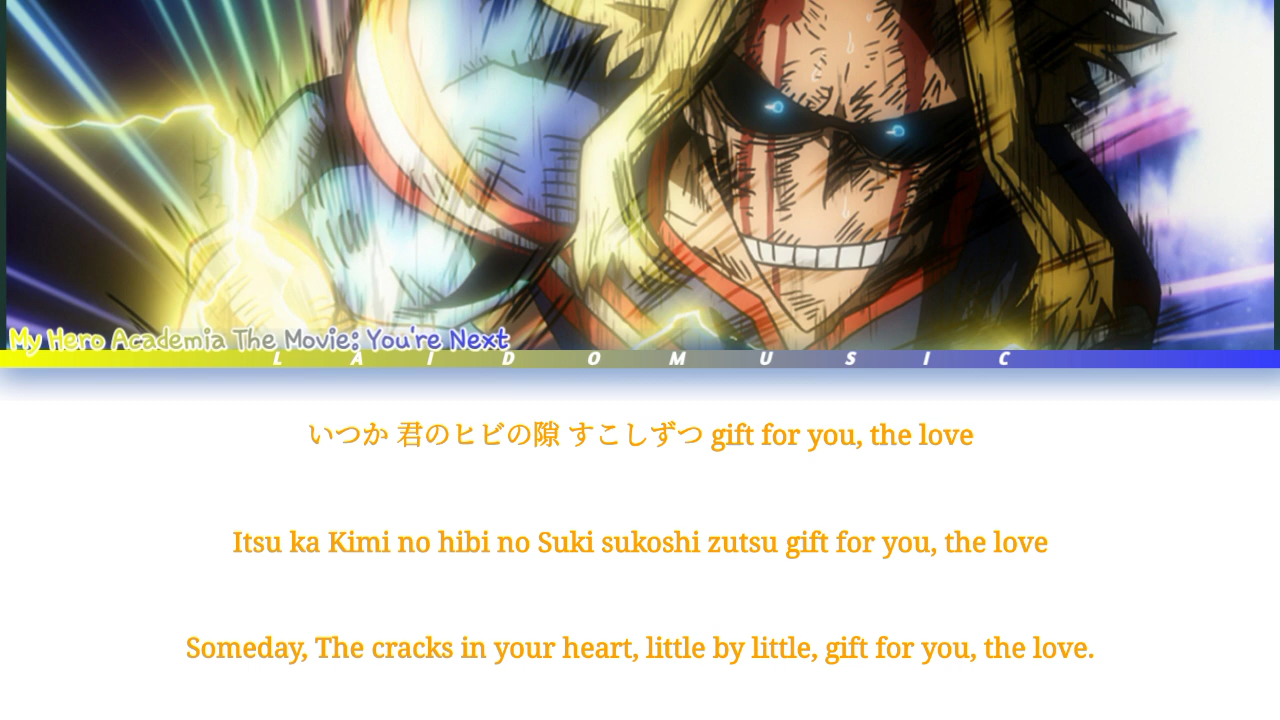 My Hero Academia The Movie: You're Next
LAIDOMUSIC
いつか 君のヒビの隙 すこしずつ gift for you, the love
Itsu ka Kimi no hibi no Suki sukoshi zutsu gift for you, the love
Someday, The cracks in your heart, little by little, gift for you, the love.